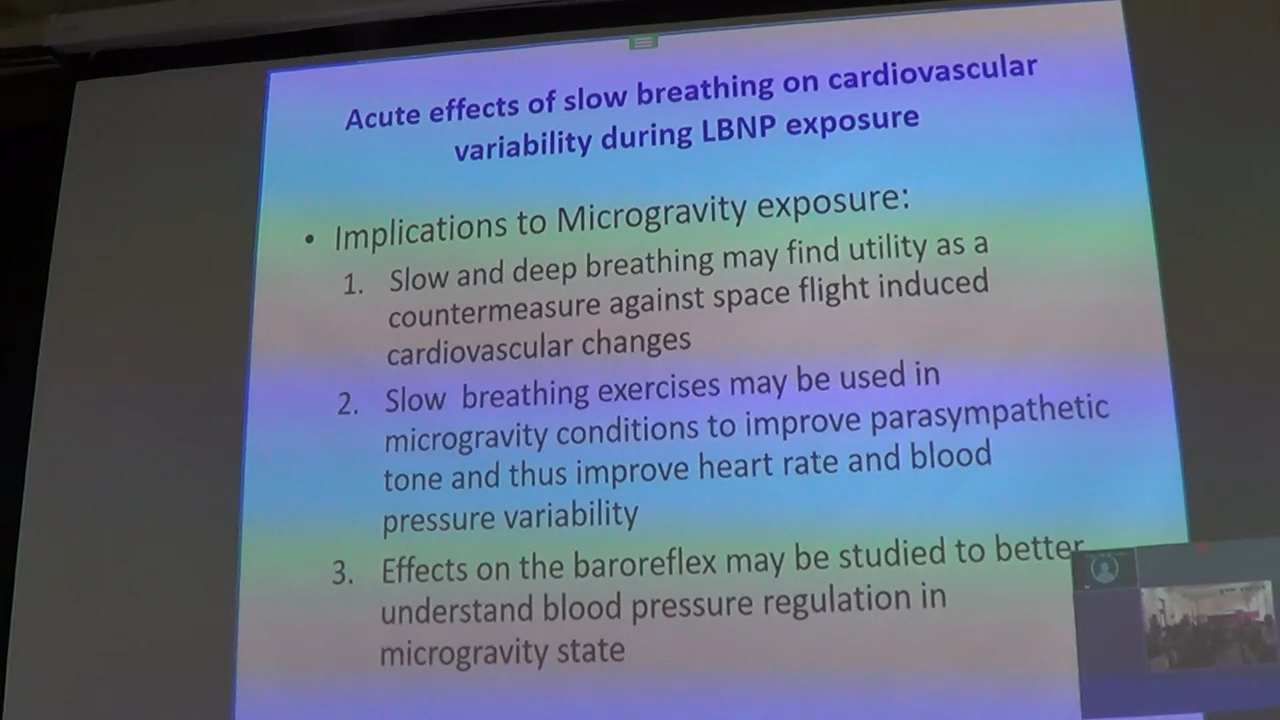 Acute effects of slow breathing on cardiovascular
variability during LBNP exposure
• Implications to Microgravity exposure:
1. Slow and deep breathing may find utility as a
countermeasure against space flight induced
cardiovascular changes
2. Slow breathing exercises may be used in
microgravity conditions to improve parasympathetic
tone and thus improve heart rate and blood
pressure variability
3. Effects on the baroreflex may be studied to better
understand blood pressure regulation in
microgravity state